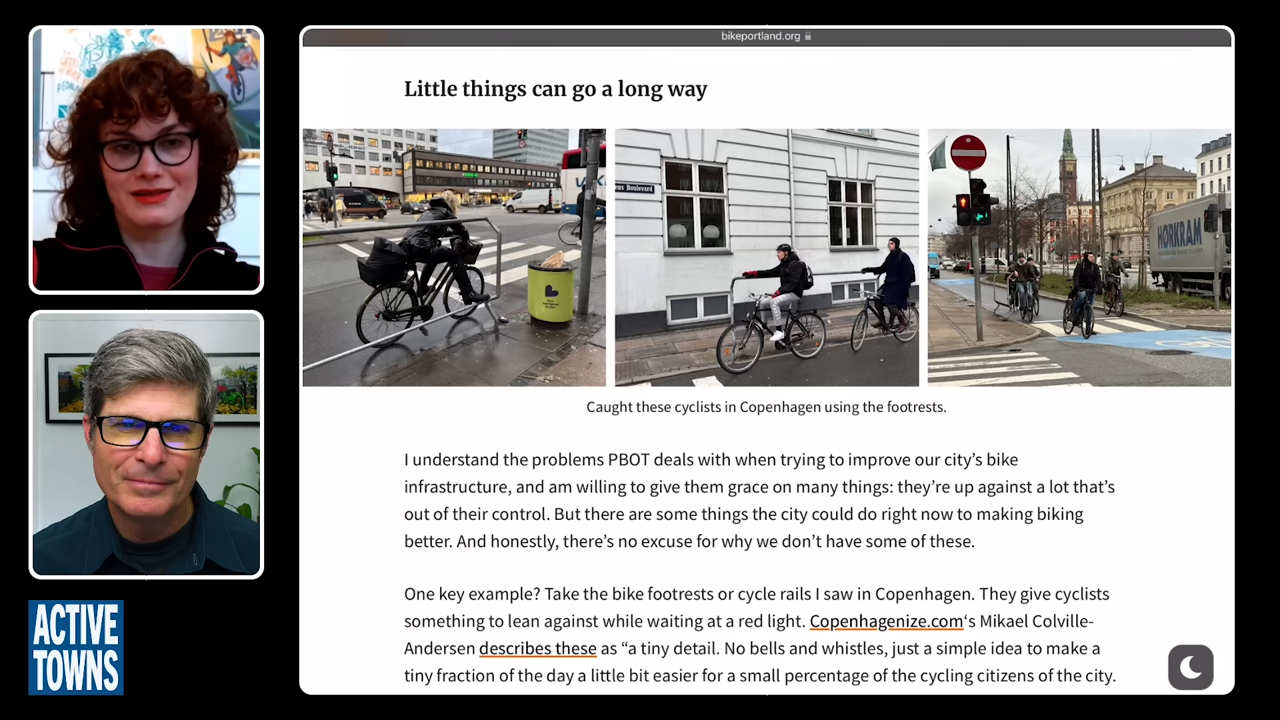 bikeportland.org
Little things can go a long way
HORKRAM
Caught these cyclists in Copenhagen using the footrests.
I understand the problems PBOT deals with when trying to improve our city’s bike
infrastructure, and am willing to give them grace on many things: they’re up against a lot that’s
out of their control. But there are some things the city could do right now to making biking
better. And honestly, there’s no excuse for why we don’t have some of these.
One key example? Take the bike footrests or cycle rails I saw in Copenhagen. They give cyclists
something to lean against while waiting at a red light. Copenhagenize.com‘s Mikael Colville-
Andersen describes these as “a tiny detail. No bells and whistles, just a simple idea to make a
tiny fraction of the day a little bit easier for a small percentage of the cycling citizens of the city.
ACTIVE
TOWNS